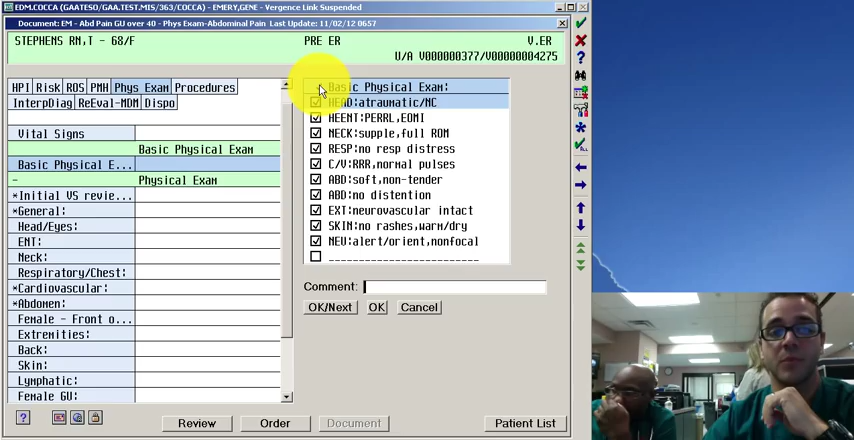 EDM.COCCA (GAATESO/GAA.TEST.MIS/363/COCCA) - EMERY,GENE - Vergence Link Suspended
Document: EM - Abd Pain GU over 40 - Phys Exam-Abdominal Pain Last Update: 11/02/12 0657
STEPHENS RN,T - 68/F PRE ER V.ER
U/A V000000377/V00000004275
HPI Risk ROS PMH Phys Exam Procedures
InterpDiag ReEval-MDM Dispo
Vital Signs
Basic Physical Exam
Basic Physical E...
- Physical Exam
*Initial VS revie...
*General:
Head/Eyes:
ENT:
Neck:
Respiratory/Chest:
*Cardiovascular:
*Abdomen:
Female - Front o...
Extremities:
Back:
Skin:
Lymphatic:
Female GU:
Basic Physical Exam:
HEAD:atraumatic/NC
HEENT:PERRL,EOMI
NECK:supple,full ROM
RESP:no resp distress
C/V:RRR,normal pulses
ABD:soft,non-tender
ABD:no distention
EXT:neurovascular intact
SKIN:no rashes,warm/dry
NEU:alert/orient,nonfocal
Comment:
OK/Next OK Cancel
ALL
Review Order Document Patient List